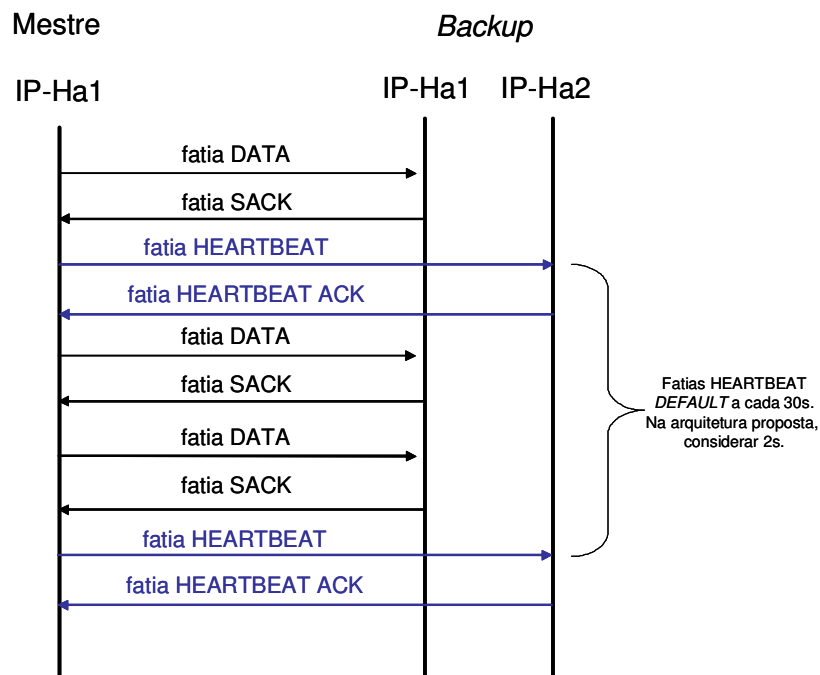 Mestre
Backup
IP-Ha1
IP-Ha1
IP-Ha2
fatia DATA
fatia SACK
fatia HEARTBEAT
fatia HEARTBEAT ACK
fatia DATA
fatia SACK
Fatias HEARTBEAT
DEFAULT a cada 30s.
Na arquitetura proposta,
considerar 2s.
fatia DATA
fatia SACK
fatia HEARTBEAT
fatia HEARTBEAT ACK